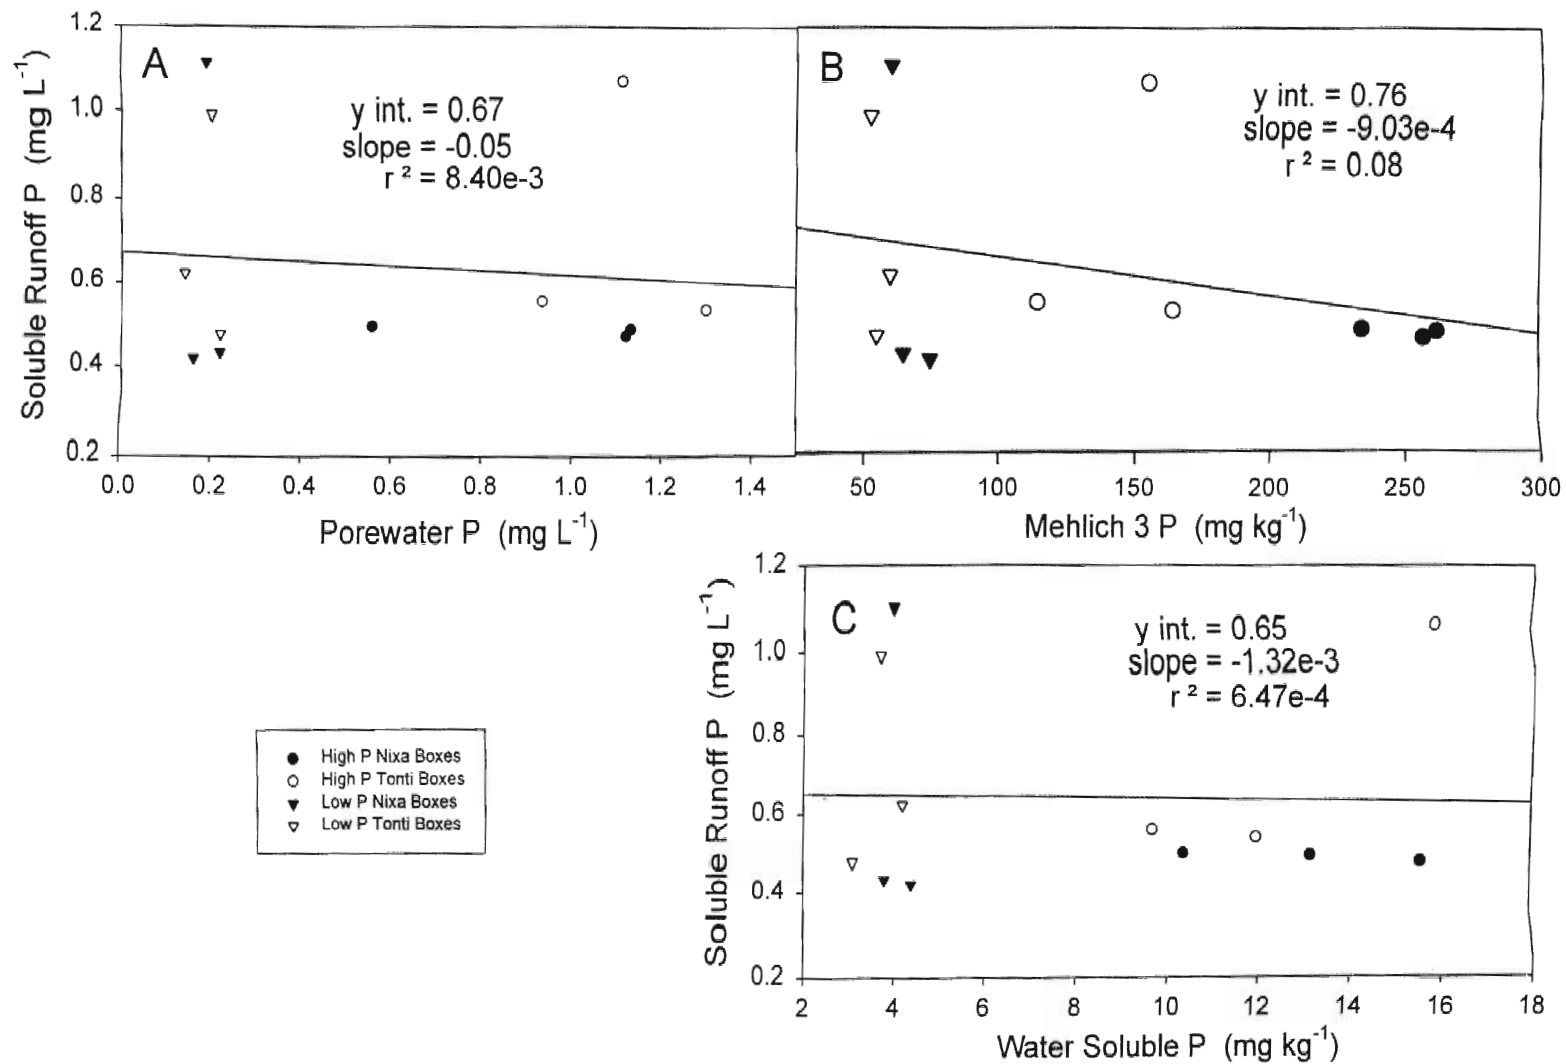 A
y int. = 0.67
slope = -0.05
r ² = 8.40e-3
Soluble Runoff P (mg L⁻¹)
1.2
1.0
0.8
0.6
0.4
0.2
0.0 0.2 0.4 0.6 0.8 1.0 1.2 1.4
Porewater P (mg L⁻¹)
B
y int. = 0.76
slope = -9.03e-4
r ² = 0.08
50 100 150 200 250 300
Mehlich 3 P (mg kg⁻¹)
High P Nixa Boxes
High P Tonti Boxes
Low P Nixa Boxes
Low P Tonti Boxes
C
y int. = 0.65
slope = -1.32e-3
r ² = 6.47e-4
Soluble Runoff P (mg L⁻¹)
1.2
1.0
0.8
0.6
0.4
0.2
2 4 6 8 10 12 14 16 18
Water Soluble P (mg kg⁻¹)